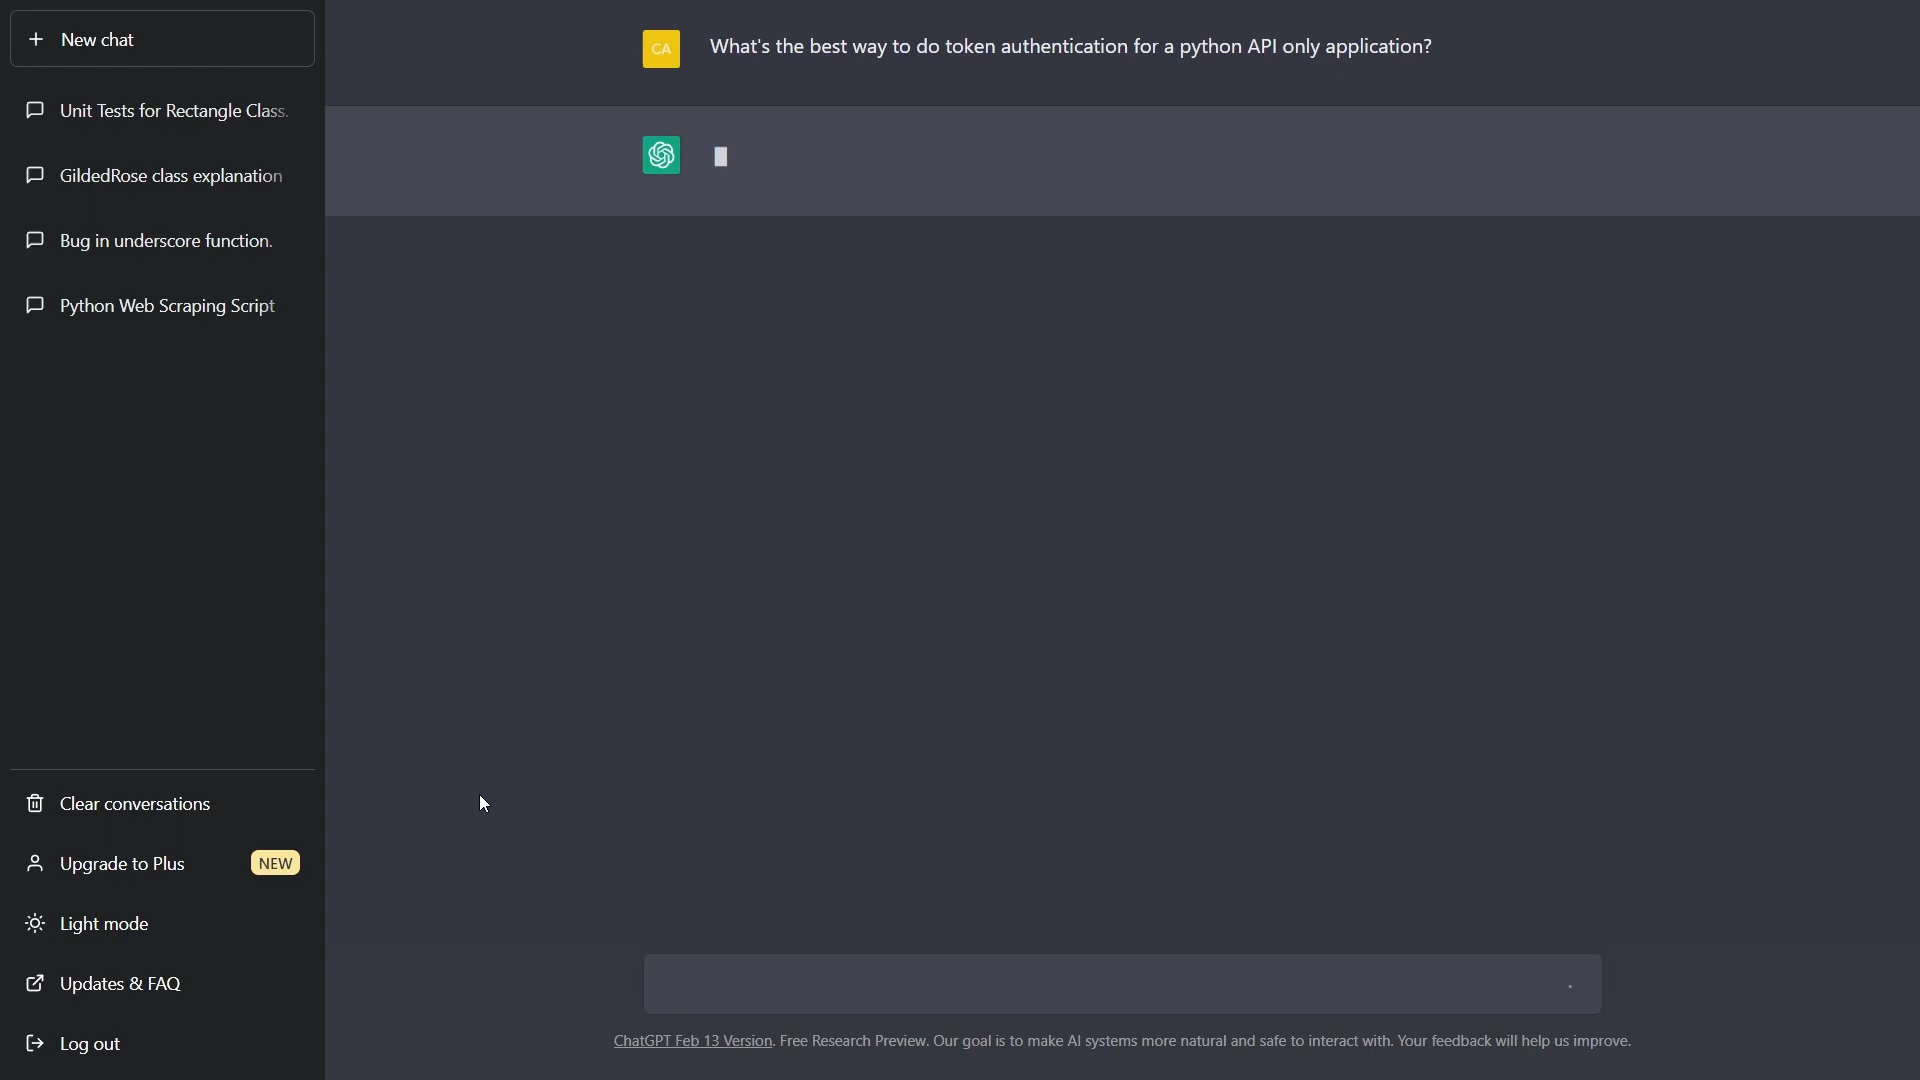 New chat
Unit Tests for Rectangle Class.
GildedRose class explanation
Bug in underscore function.
Python Web Scraping Script
Clear conversations
Upgrade to Plus NEW
Light mode
Updates & FAQ
Log out
CA What's the best way to do token authentication for a python API only application?
ChatGPT Feb 13 Version. Free Research Preview. Our goal is to make AI systems more natural and safe to interact with. Your feedback will help us improve.